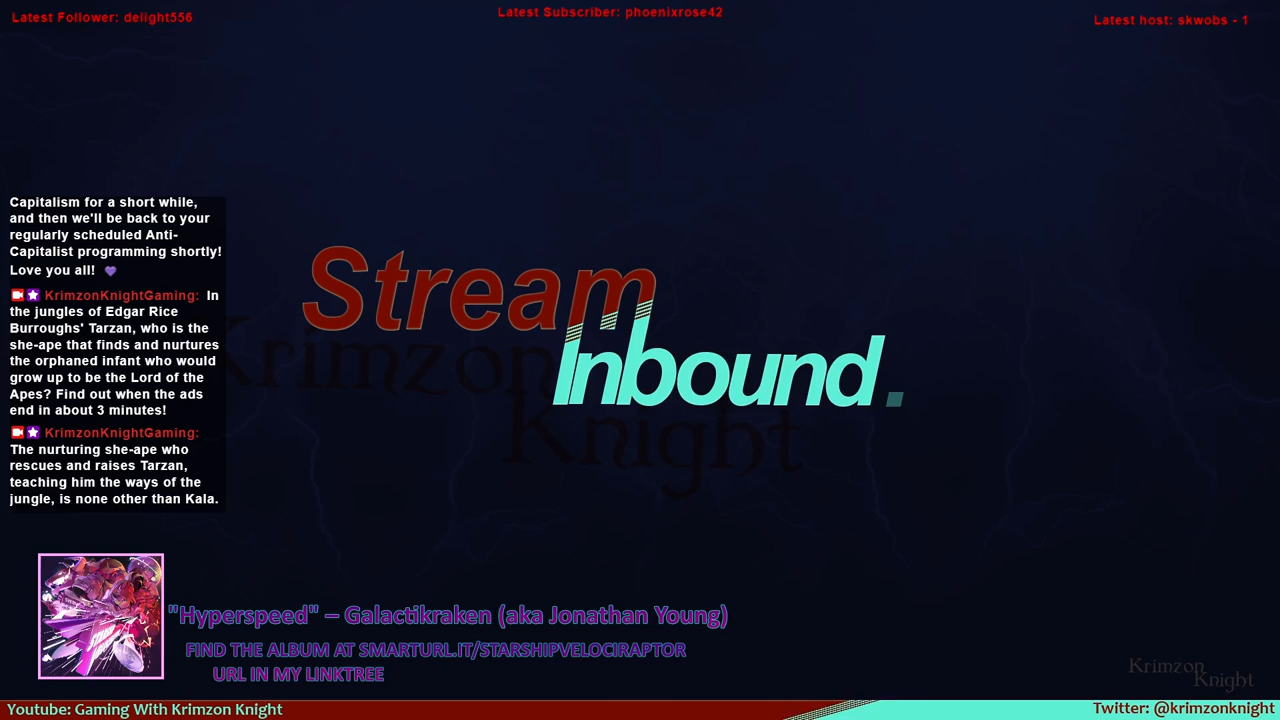 Latest Follower: delight556
Latest Subscriber: phoenixrose42
Latest host: skwobs - 1
Capitalism for a short while,
and then we'll be back to your
regularly scheduled Anti-
Capitalist programming shortly!
Love you all!
KrimzonKnightGaming: In
the jungles of Edgar Rice
Burroughs' Tarzan, who is the
she-ape that finds and nurtures
the orphaned infant who would
grow up to be the Lord of the
Apes? Find out when the ads
end in about 3 minutes!
KrimzonKnightGaming:
The nurturing she-ape who
rescues and raises Tarzan,
teaching him the ways of the
jungle, is none other than Kala.
Stream
Inbound.
Krimzon
Knight
"Hyperspeed" – Galactikraken (aka Jonathan Young)
FIND THE ALBUM AT SMARTURL.IT/STARSHIPVELOCIRAPTOR
URL IN MY LINKTREE
Krimzon
Knight
Youtube: Gaming With Krimzon Knight
Twitter: @krimzonknight